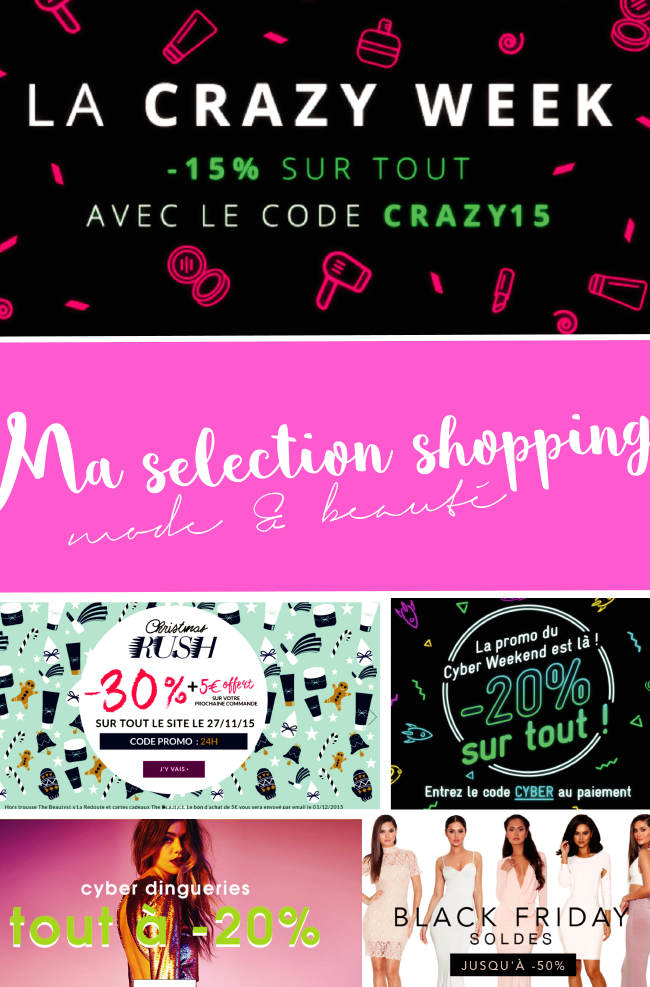 LA CRAZY WEEK
-15% SUR TOUT
AVEC LE CODE CRAZY15
Ma selection shopping
mode & beauté
Christmas
RUSH
-30% +5€ offert
SUR VOTRE
PROCHAINE COMMANDE
SUR TOUT LE SITE LE 27/11/15
CODE PROMO : 24H
J'Y VAIS
Hors trousse The Beautyst x La Redoute et cartes cadeaux The Beautyst. Le bon d'achat de 5€ vous sera envoyé par email le 01/12/2015
La promo du
Cyber Weekend est là !
-20%
sur tout !
Entrez le code CYBER au paiement
cyber dingueries
tout à -20%
BLACK FRIDAY
SOLDES
JUSQU'À -50%